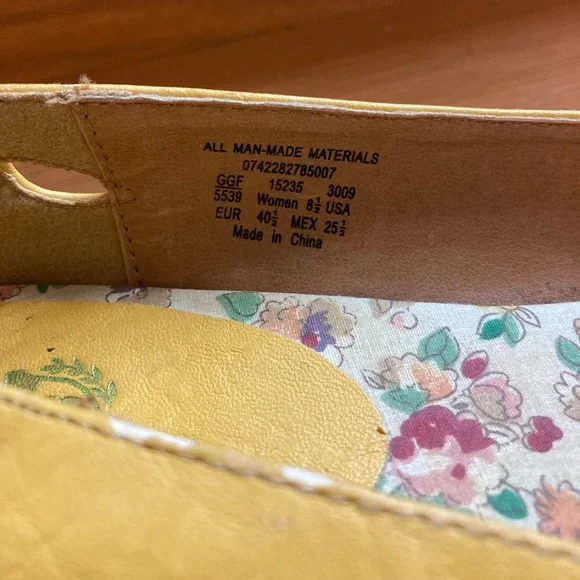 ALL MAN-MADE MATERIALS
0742282785007
GGF 15235 3009
5539 Women 8½ USA
EUR 40½ MEX 25½
Made in China